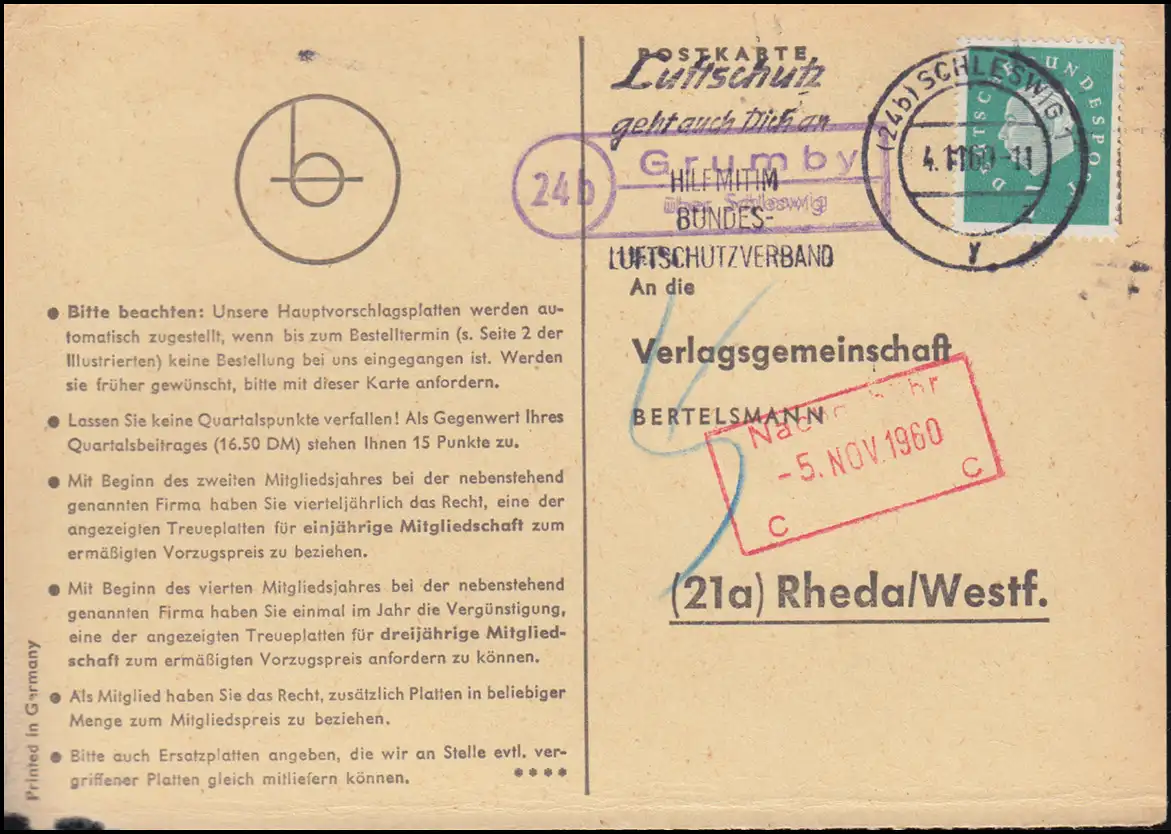 Bitte beachten: Unsere Hauptvorschlagsplatten werden au-
tomatisch zugestellt, wenn bis zum Bestelltermin (s. Seite 2 der
Illustrierten) keine Bestellung bei uns eingegangen ist. Werden
sie früher gewünscht, bitte mit dieser Karte anfordern.
Lassen Sie keine Quartalspunkte verfallen! Als Gegenwert Ihres
Quartalsbeitrages (16.50 DM) stehen Ihnen 15 Punkte zu.
Mit Beginn des zweiten Mitgliedsjahres bei der nebenstehend
genannten Firma haben Sie vierteljährlich das Recht, eine der
angezeigten Treueplatten für einjährige Mitgliedschaft zum
ermäßigten Vorzugspreis zu beziehen.
Mit Beginn des vierten Mitgliedsjahres bei der nebenstehend
genannten Firma haben Sie einmal im Jahr die Vergünstigung,
eine der angezeigten Treueplatten für dreijährige Mitglied-
schaft zum ermäßigten Vorzugspreis anfordern zu können.
Als Mitglied haben Sie das Recht, zusätzlich Platten in beliebiger
Menge zum Mitgliedspreis zu beziehen.
Bitte auch Ersatzplatten angeben, die wir an Stelle evtl. ver-
griffener Platten gleich mitliefern können. ****
Printed in Germany
POSTKARTE
Luftschutz
geht auch Dich an
HILF MIT IM
BUNDES-
LUFTSCHUTZVERBAND
24b
Grumby
über Schleswig
(24b) SCHLESWIG 1
-11
y
DEUTSCHE BUNDESPOST
7
An die
Verlagsgemeinschaft
BERTELSMANN
-5. NOV. 1960
C
C
(21a) Rheda/Westf.